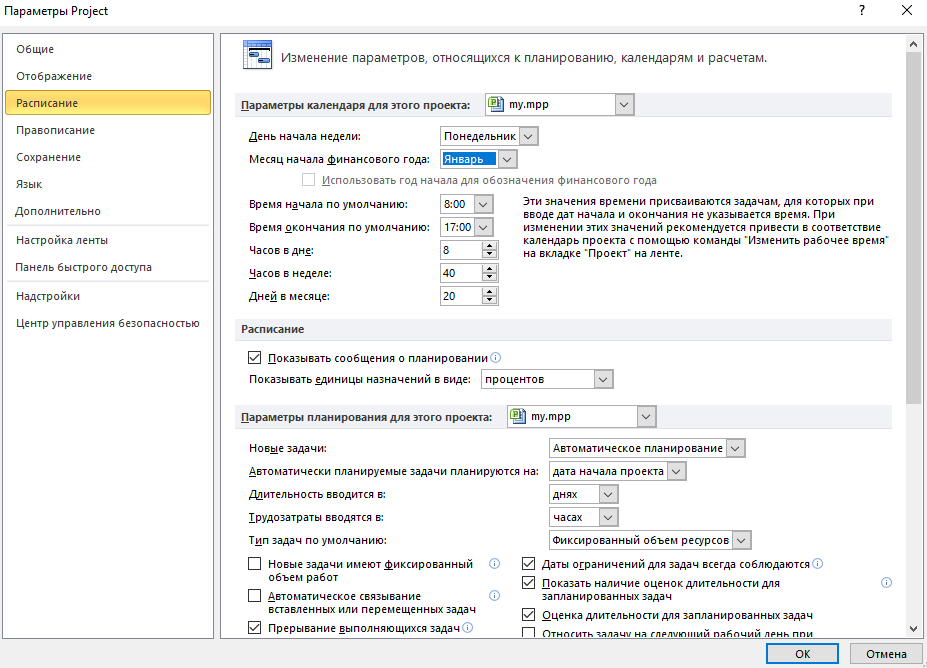 Параметры Project
?
Общие
Отображение
Расписание
Правописание
Сохранение
Язык
Дополнительно
Настройка ленты
Панель быстрого доступа
Надстройки
Центр управления безопасностью
Изменение параметров, относящихся к планированию, календарям и расчетам.
Параметры календаря для этого проекта: my.mpp
День начала недели: Понедельник
Месяц начала финансового года: Январь
Использовать год начала для обозначения финансового года
Время начала по умолчанию: 8:00
Время окончания по умолчанию: 17:00
Часов в дне: 8
Часов в неделе: 40
Дней в месяце: 20
Эти значения времени присваиваются задачам, для которых при
вводе дат начала и окончания не указывается время. При
изменении этих значений рекомендуется привести в соответствие
календарь проекта с помощью команды "Изменить рабочее время"
на вкладке "Проект" на ленте.
Расписание
Показывать сообщения о планировании
Показывать единицы назначений в виде: процентов
Параметры планирования для этого проекта: my.mpp
Новые задачи: Автоматическое планирование
Автоматически планируемые задачи планируются на: дата начала проекта
Длительность вводится в: днях
Трудозатраты вводятся в: часах
Тип задач по умолчанию: Фиксированный объем ресурсов
Новые задачи имеют фиксированный
объем работ
Автоматическое связывание
вставленных или перемещенных задач
Прерывание выполняющихся задач
Даты ограничений для задач всегда соблюдаются
Показать наличие оценок длительности для
запланированных задач
Оценка длительности для запланированных задач
Относить задачу на следующий рабочий день при
ОК
Отмена